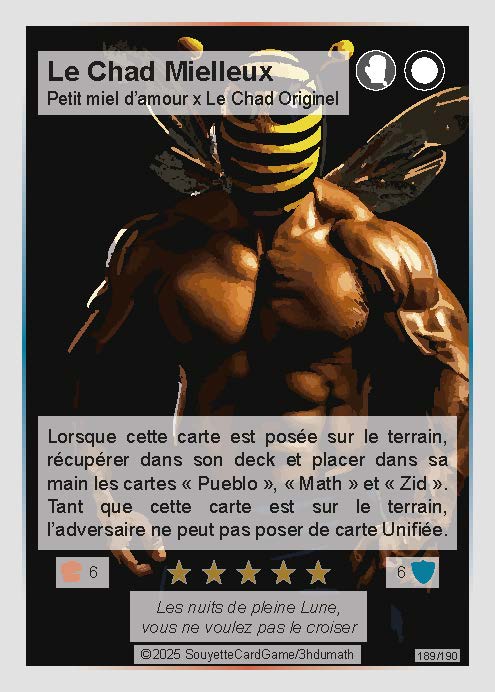 Le Chad Mielleux
Petit miel d'amour x Le Chad Originel
Lorsque cette carte est posée sur le terrain,
récupérer dans son deck et placer dans sa
main les cartes « Pueblo », « Math » et « Zid ».
Tant que cette carte est sur le terrain,
l'adversaire ne peut pas poser de carte Unifiée.
6
6
Les nuits de pleine Lune,
vous ne voulez pas le croiser
©2025 SouyetteCardGame/3hdumath
189/190